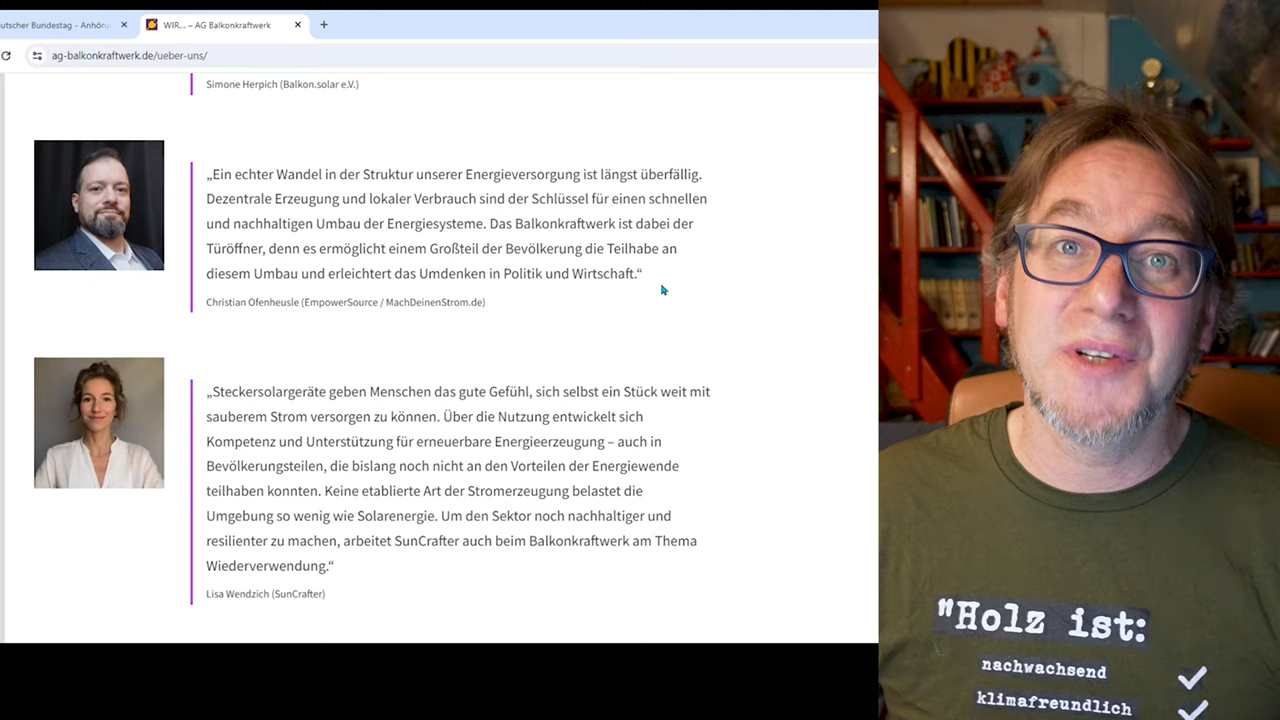 utscher Bundestag - Anhöru
WIR... – AG Balkonkraftwerk
ag-balkonkraftwerk.de/ueber-uns/
Simone Herpich (Balkon.solar e.V.)
„Ein echter Wandel in der Struktur unserer Energieversorgung ist längst überfällig.
Dezentrale Erzeugung und lokaler Verbrauch sind der Schlüssel für einen schnellen
und nachhaltigen Umbau der Energiesysteme. Das Balkonkraftwerk ist dabei der
Türöffner, denn es ermöglicht einem Großteil der Bevölkerung die Teilhabe an
diesem Umbau und erleichtert das Umdenken in Politik und Wirtschaft.“
Christian Ofenheusle (EmpowerSource / MachDeinenStrom.de)
„Steckersolargeräte geben Menschen das gute Gefühl, sich selbst ein Stück weit mit
sauberem Strom versorgen zu können. Über die Nutzung entwickelt sich
Kompetenz und Unterstützung für erneuerbare Energieerzeugung – auch in
Bevölkerungsteilen, die bislang noch nicht an den Vorteilen der Energiewende
teilhaben konnten. Keine etablierte Art der Stromerzeugung belastet die
Umgebung so wenig wie Solarenergie. Um den Sektor noch nachhaltiger und
resilienter zu machen, arbeitet SunCrafter auch beim Balkonkraftwerk am Thema
Wiederverwendung.“
Lisa Wendzich (SunCrafter)
"Holz ist:
nachwachsend
klimafreundlich